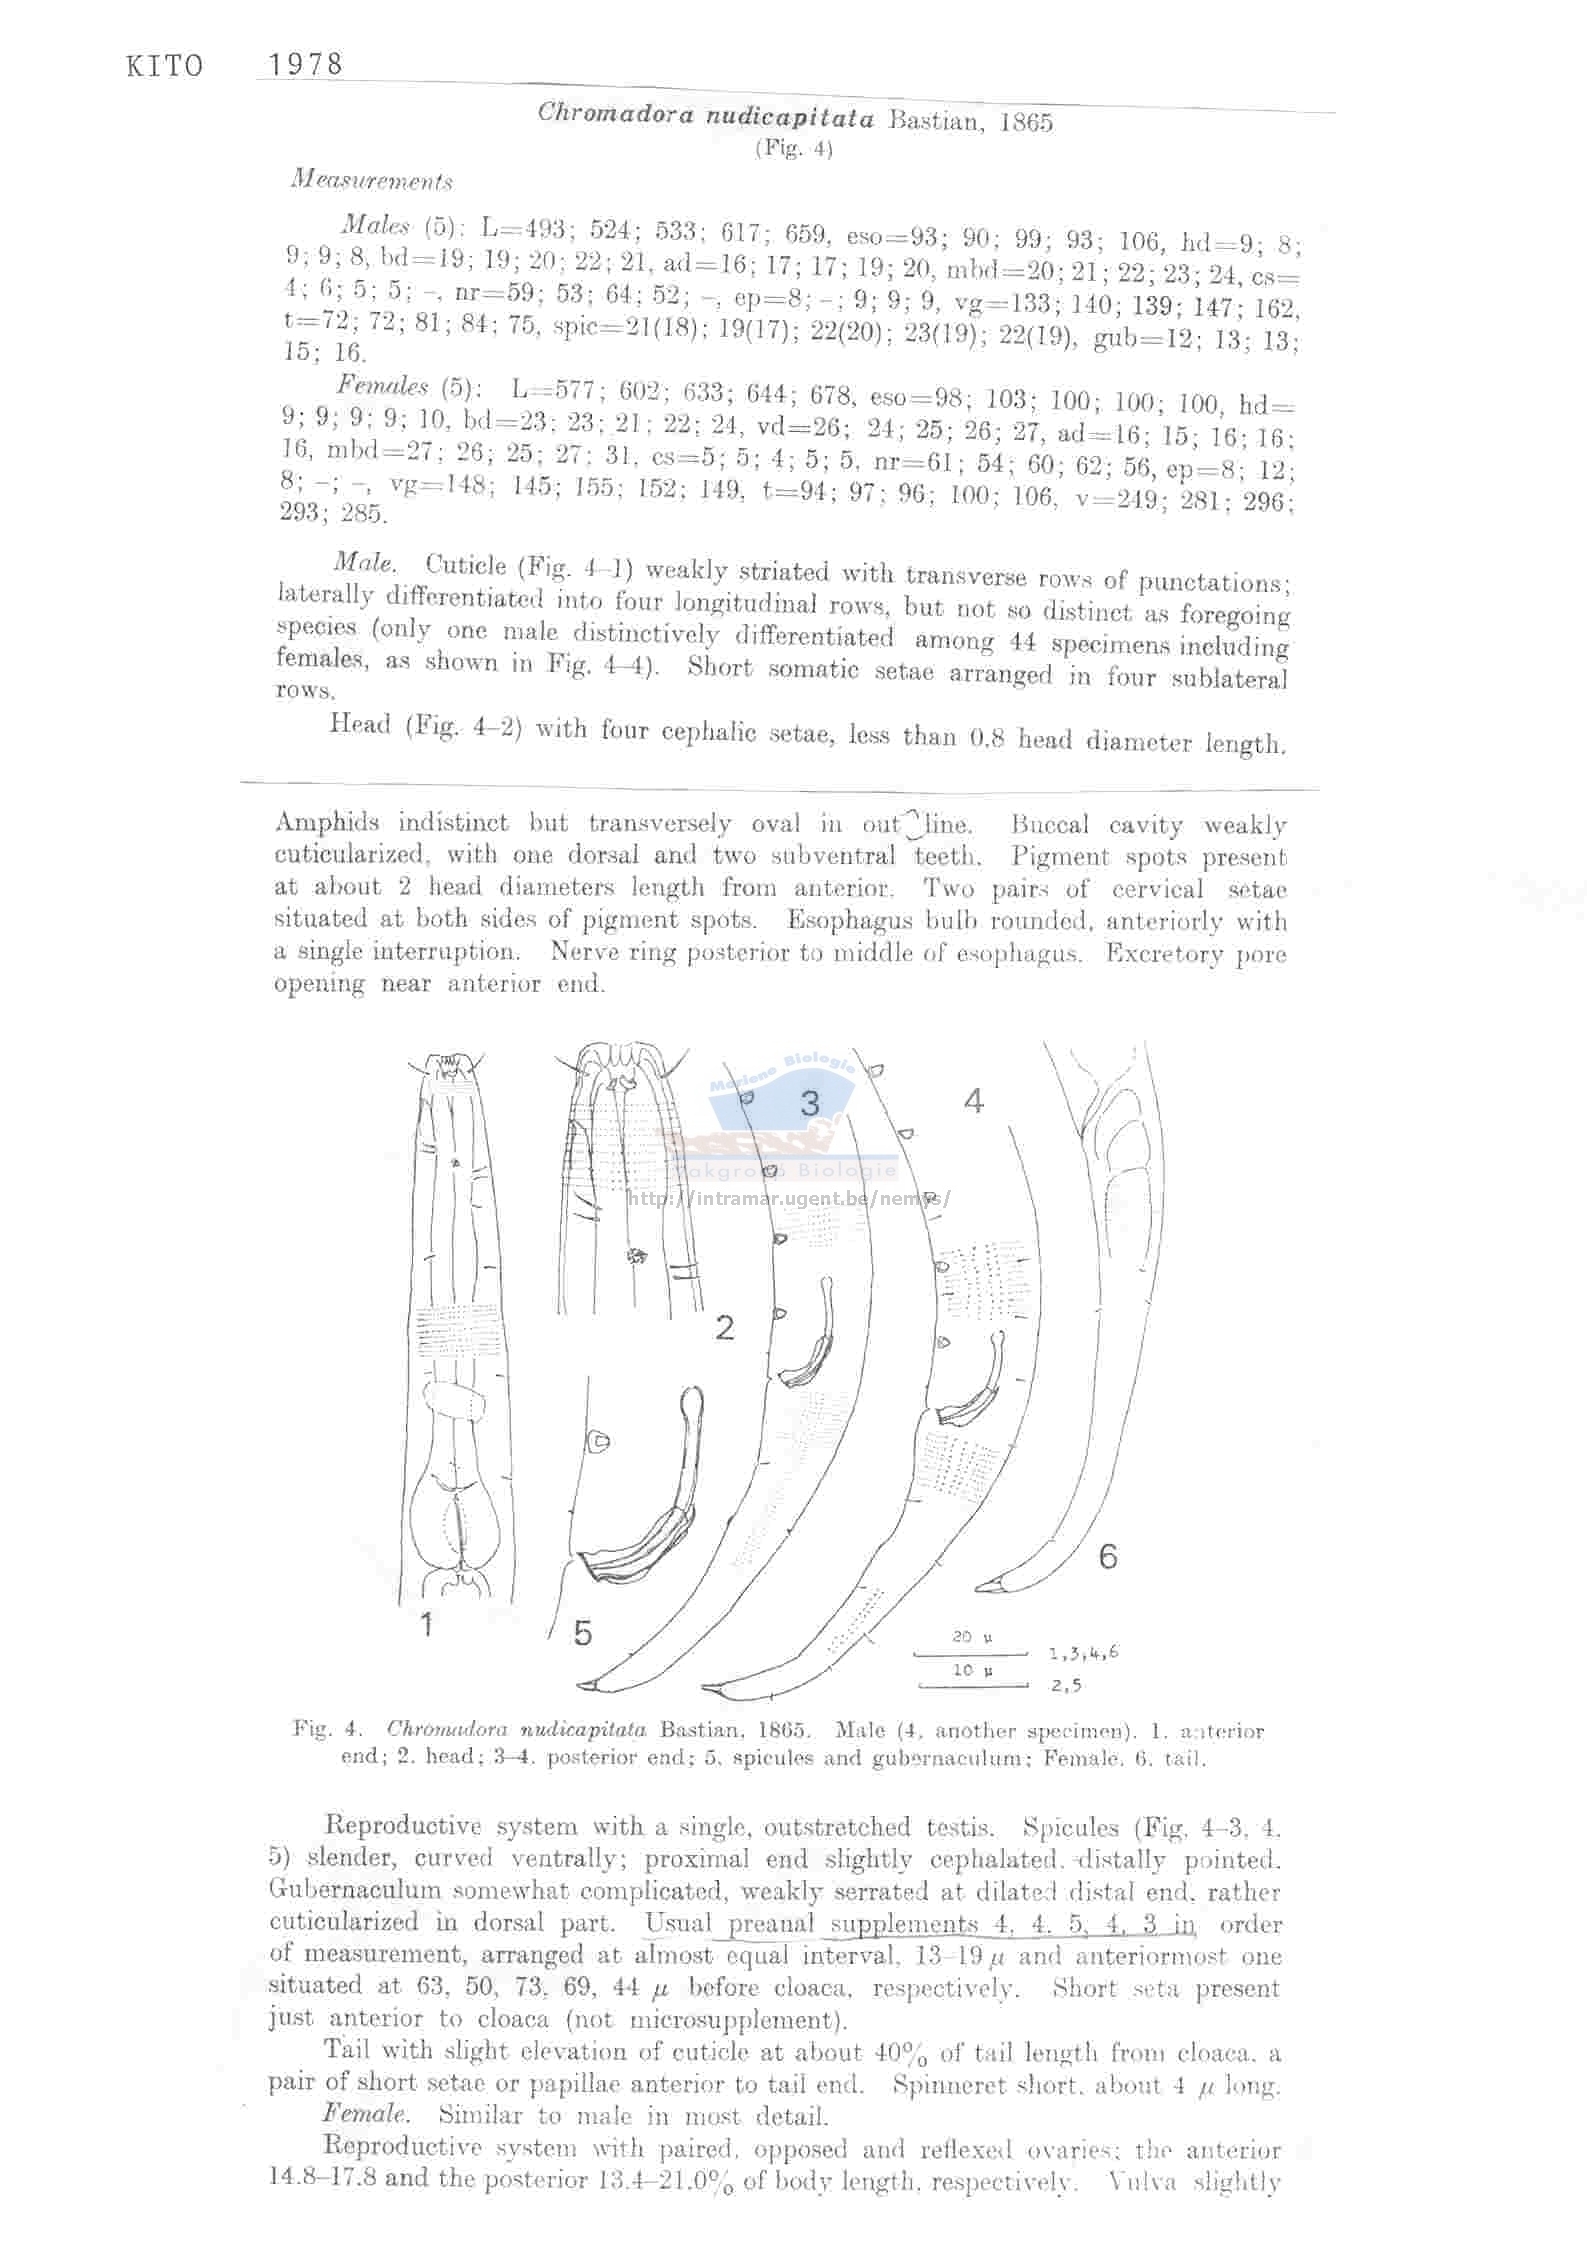 KITO 1978
Chromadora nudicapitata Bastian, 1865
(Fig. 4)
Measurements
Males (5): L=493; 524; 533; 617; 659, eso=93; 90; 99; 93; 106, hd=9; 8;
9; 9; 8, bd=19; 19; 20; 22; 21, ad=16; 17; 17; 19; 20, mbd=20; 21; 22; 23; 24, cs=
4; 6; 5; 5; –, nr=59; 53; 64; 52; –, ep=8; –; 9; 9; 9, vg=133; 140; 139; 147; 162,
t=72; 72; 81; 84; 75, spic=21(18); 19(17); 22(20); 23(19); 22(19), gub=12; 13; 13;
15; 16.
Females (5): L=577; 602; 633; 644; 678, eso=98; 103; 100; 100; 100, hd=
9; 9; 9; 9; 10, bd=23; 23; 21; 22; 24, vd=26; 24; 25; 26; 27, ad=16; 15; 16; 16;
16, mbd=27; 26; 25; 27; 31, cs=5; 5; 4; 5; 5, nr=61; 54; 60; 62; 56, ep=8; 12;
8; –; –, vg=148; 145; 155; 152; 149, t=94; 97; 96; 100; 106, v=249; 281; 296;
293; 285.
Male. Cuticle (Fig. 4–1) weakly striated with transverse rows of punctations;
laterally differentiated into four longitudinal rows, but not so distinct as foregoing
species (only one male distinctively differentiated among 44 specimens including
females, as shown in Fig. 4–4). Short somatic setae arranged in four sublateral
rows.
Head (Fig. 4–2) with four cephalic setae, less than 0.8 head diameter length.
Amphids indistinct but transversely oval in out line. Buccal cavity weakly
cuticularized, with one dorsal and two subventral teeth. Pigment spots present
at about 2 head diameters length from anterior. Two pairs of cervical setae
situated at both sides of pigment spots. Esophagus bulb rounded, anteriorly with
a single interruption. Nerve ring posterior to middle of esophagus. Excretory pore
opening near anterior end.
Mariene Biologie
Vakgroep Biologie
http://intramar.ugent.be/nemys/
3
4
2
6
1
5
20 μ
1,3,4,6
10 μ
2,5
Fig. 4. Chromadora nudicapitata Bastian, 1865. Male (4, another specimen). 1. anterior
end; 2. head; 3–4. posterior end; 5. spicules and gubernaculum; Female. 6. tail.
Reproductive system with a single, outstretched testis. Spicules (Fig. 4–3, 4.
5) slender, curved ventrally; proximal end slightly cephalated, distally pointed.
Gubernaculum somewhat complicated, weakly serrated at dilated distal end, rather
cuticularized in dorsal part. Usual preanal supplements 4, 4, 5, 4, 3 in order
of measurement, arranged at almost equal interval, 13–19 μ and anteriormost one
situated at 63, 50, 73, 69, 44 μ before cloaca, respectively. Short seta present
just anterior to cloaca (not microsupplement).
Tail with slight elevation of cuticle at about 40% of tail length from cloaca, a
pair of short setae or papillae anterior to tail end. Spinneret short, about 4 μ long.
Female. Similar to male in most detail.
Reproductive system with paired, opposed and reflexed ovaries; the anterior
14.8–17.8 and the posterior 13.4–21.0% of body length, respectively. Vulva slightly